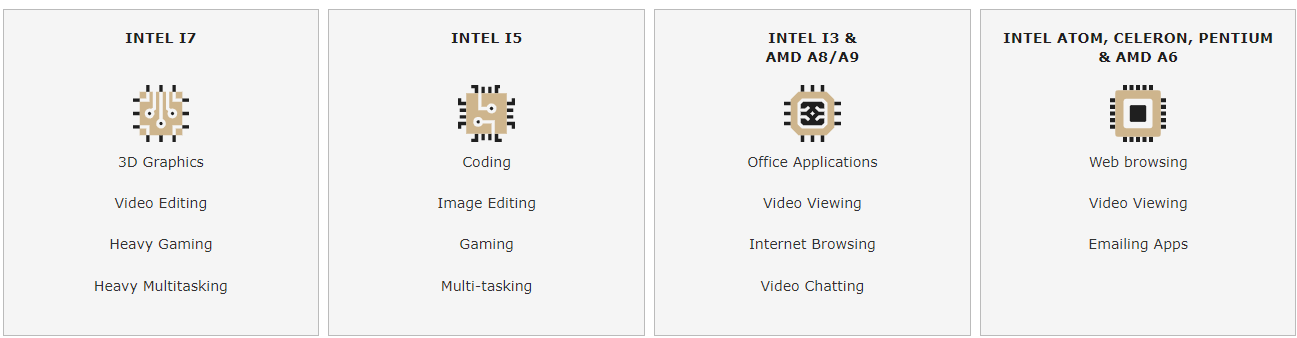 INTEL I7
3D Graphics
Video Editing
Heavy Gaming
Heavy Multitasking
INTEL I5
Coding
Image Editing
Gaming
Multi-tasking
INTEL I3 &
AMD A8/A9
Office Applications
Video Viewing
Internet Browsing
Video Chatting
INTEL ATOM, CELERON, PENTIUM
& AMD A6
Web browsing
Video Viewing
Emailing Apps